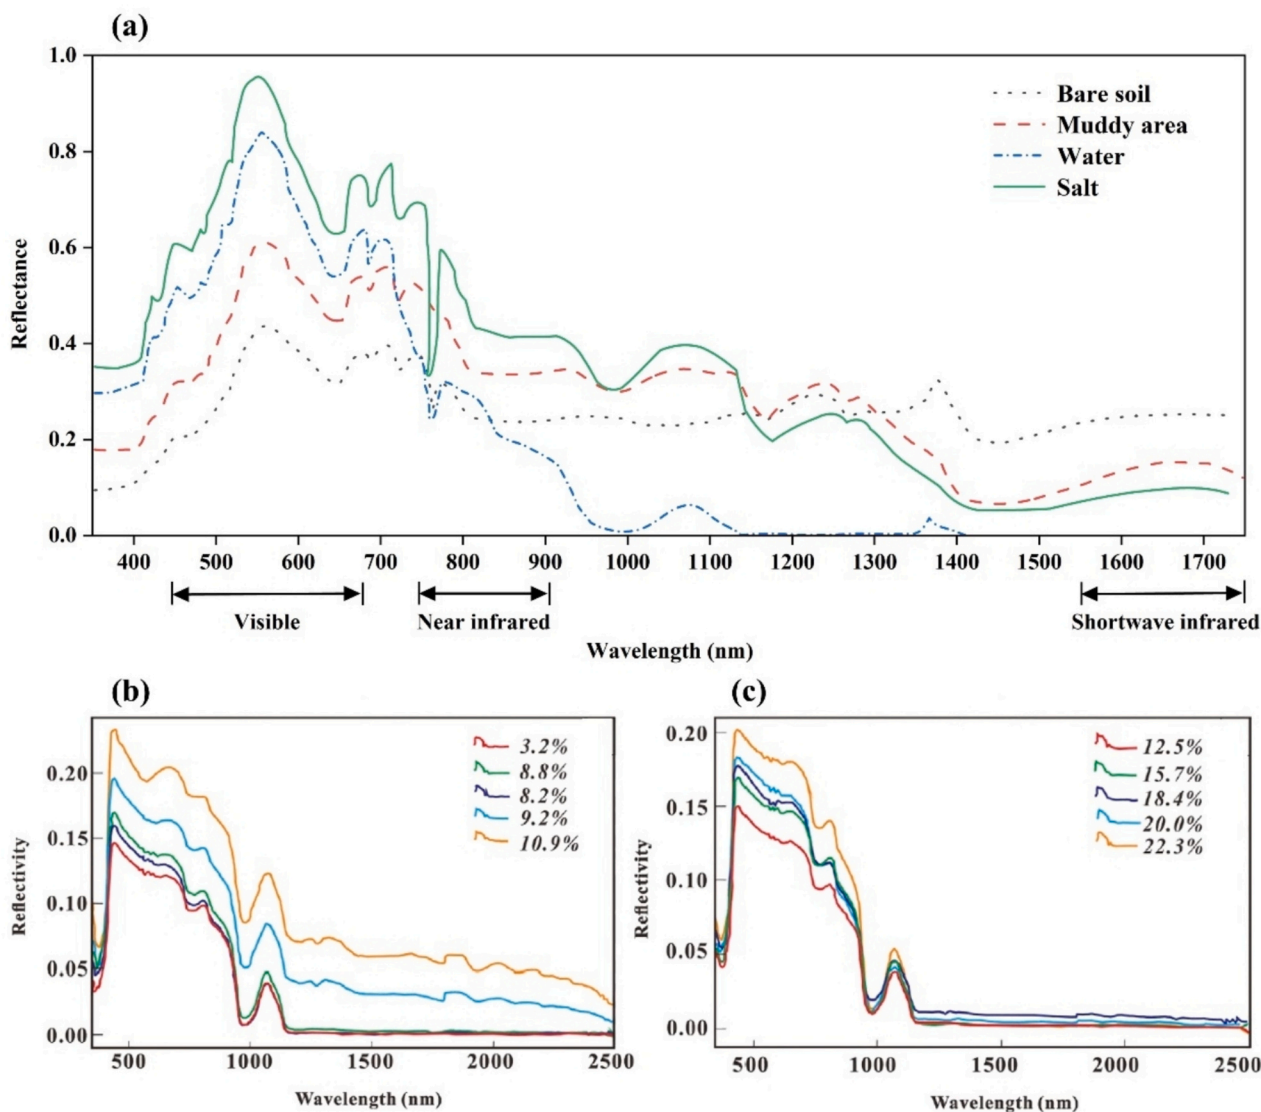 (a)
1.0
0.8
0.6
0.4
0.2
0.0
Reflectance
Bare soil
Muddy area
Water
Salt
400 500 600 700 800 900 1000 1100 1200 1300 1400 1500 1600 1700
Visible
Near infrared
Shortwave infrared
Wavelength (nm)
(b)
0.20
0.15
0.10
0.05
0.00
Reflectivity
3.2%
8.8%
8.2%
9.2%
10.9%
500 1000 1500 2000 2500
Wavelength (nm)
(c)
0.20
0.15
0.10
0.05
0.00
Reflectivity
12.5%
15.7%
18.4%
20.0%
22.3%
500 1000 1500 2000 2500
Wavelength (nm)